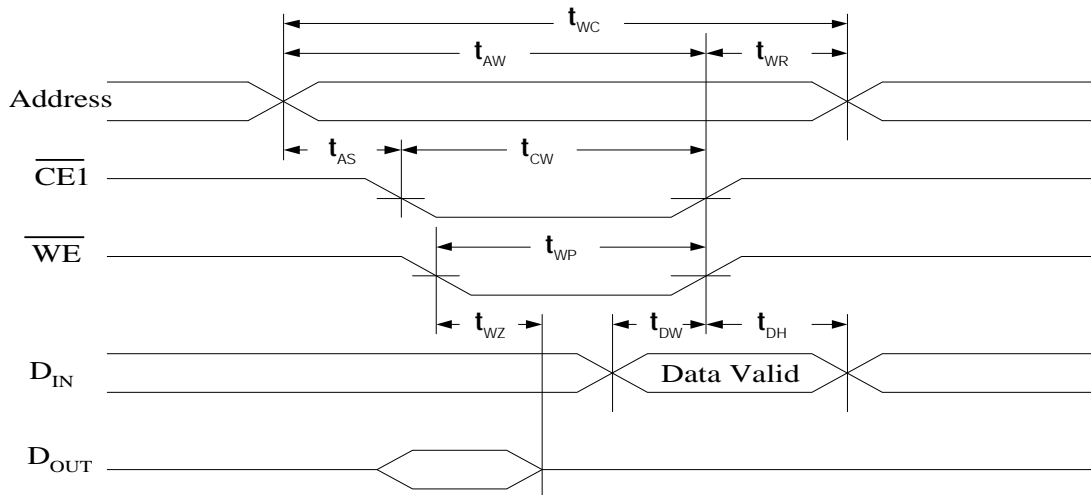 tWC
tAW
tWR
Address
tAS
tCW
CE1
WE
tWP
tWZ
tDW
tDH
DIN
Data Valid
DOUT